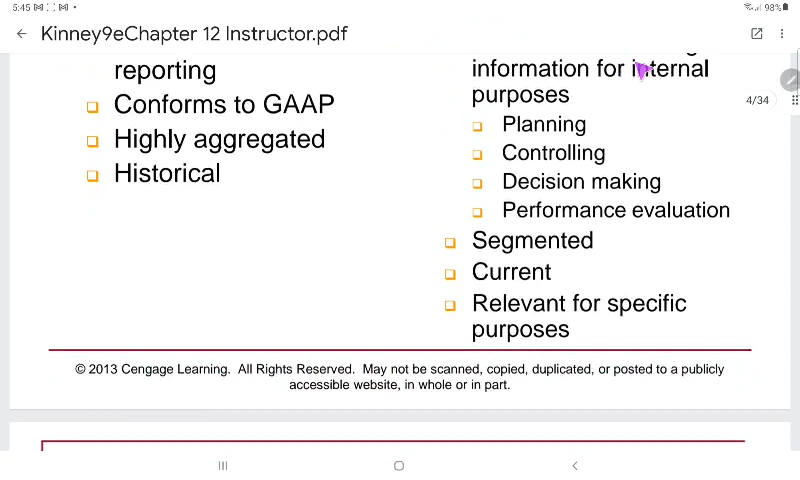 5:45
98%
Kinney9eChapter 12 Instructor.pdf
4/34
reporting
Conforms to GAAP
Highly aggregated
Historical
information for internal
purposes
Planning
Controlling
Decision making
Performance evaluation
Segmented
Current
Relevant for specific
purposes
© 2013 Cengage Learning. All Rights Reserved. May not be scanned, copied, duplicated, or posted to a publicly
accessible website, in whole or in part.